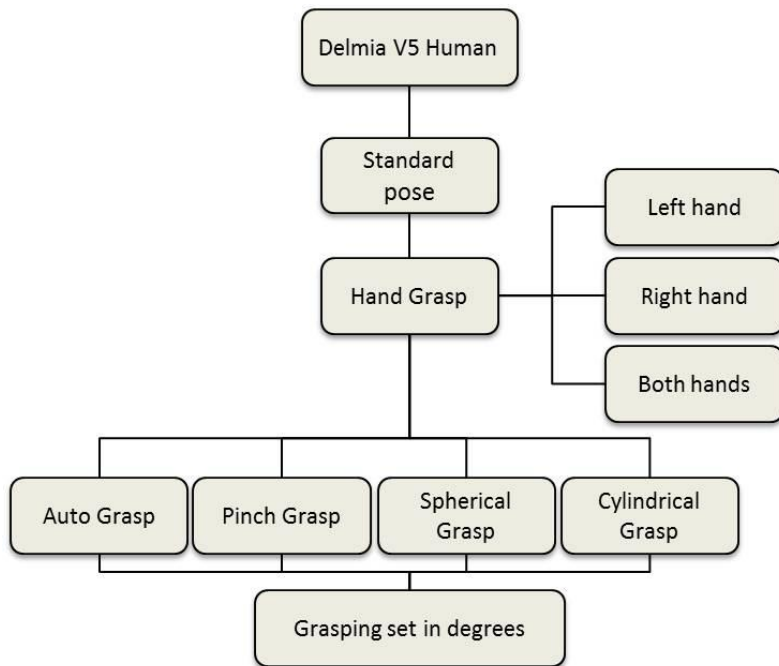 Delmia V5 Human
Standard
pose
Left hand
Hand Grasp
Right hand
Both hands
Auto Grasp
Pinch Grasp
Spherical
Grasp
Cylindrical
Grasp
Grasping set in degrees